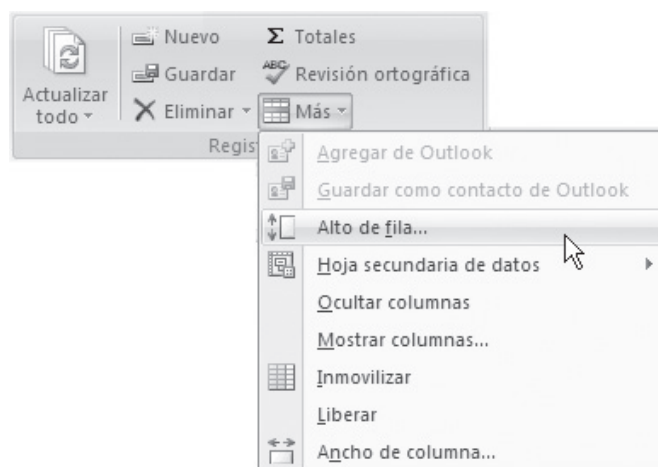 Nuevo
Totales
Guardar
ABC
Revisión ortográfica
Actualizar
todo
Eliminar
Más
Regis
Agregar de Outlook
Guardar como contacto de Outlook
Alto de fila...
Hoja secundaria de datos
Ocultar columnas
Mostrar columnas...
Inmovilizar
Liberar
Ancho de columna...